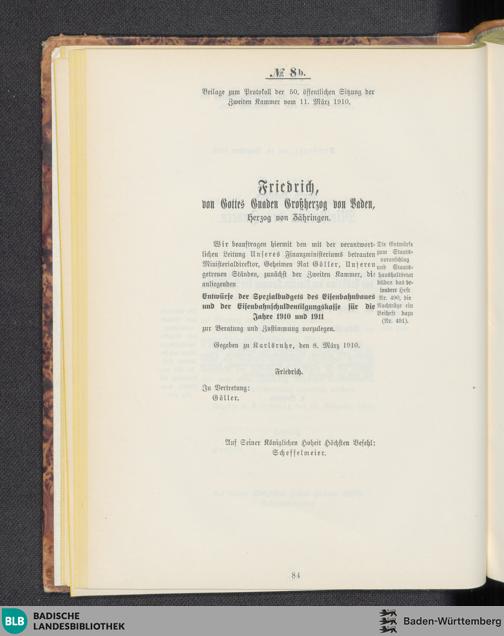 № 8b.
Beilage zum Protokoll der 50. öffentlichen Sitzung der
Zweiten Kammer vom 11. März 1910.
Friedrich,
von Gottes Gnaden Großherzog von Baden,
Herzog von Zähringen.
Wir beauftragen hiermit den mit der verantwort-
lichen Leitung Unseres Finanzministeriums betrauten
Ministerialdirektor, Geheimen Rat Göller, Unseren
getreuen Ständen, zunächst der Zweiten Kammer, die
anliegenden
Entwürfe der Spezialbudgets des Eisenbahnbaues
und der Eisenbahnschuldentilgungskasse für die
Jahre 1910 und 1911
zur Beratung und Zustimmung vorzulegen.
Die Entwürfe
zum Staats-
voranschlag
und Staats-
haushaltsetat
bilden das be-
sondere Heft
Nr. 490, die
Nachträge ein
Beiheft dazu
(Nr. 491).
Gegeben zu Karlsruhe, den 8. März 1910.
Friedrich.
In Vertretung:
Göller.
Auf Seiner Königlichen Hoheit Höchsten Befehl:
Scheffelmeier.
84
BLB
BADISCHE
LANDESBIBLIOTHEK
Baden-Württemberg